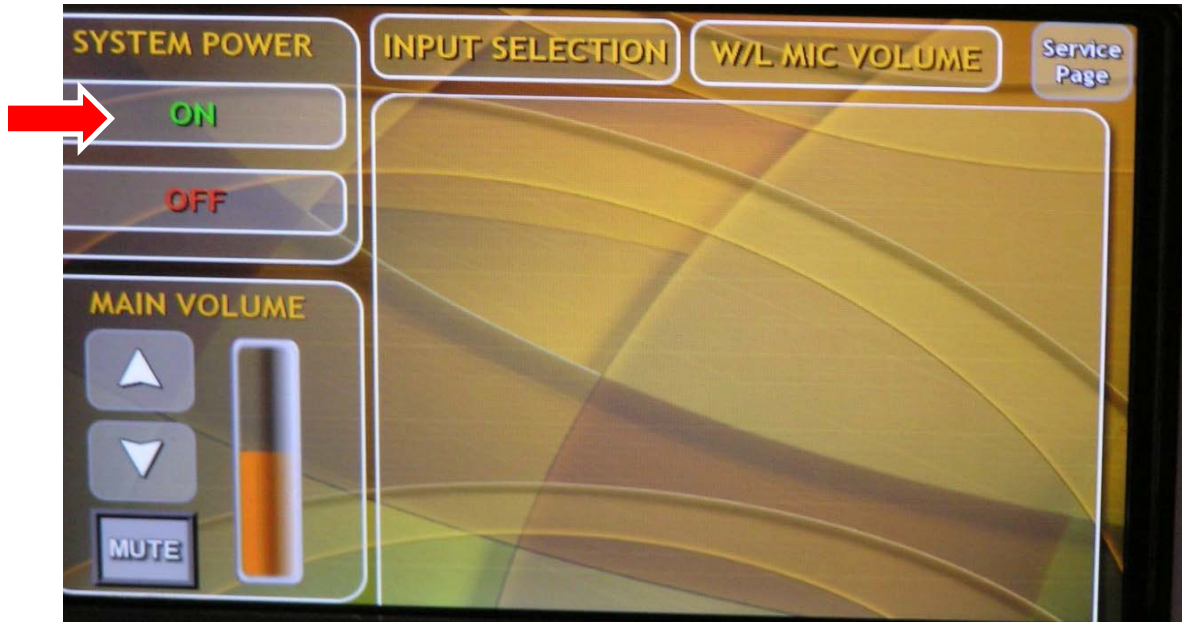 SYSTEM POWER
ON
OFF
MAIN VOLUME
MUTE
INPUT SELECTION
W/L MIC VOLUME
Service
Page